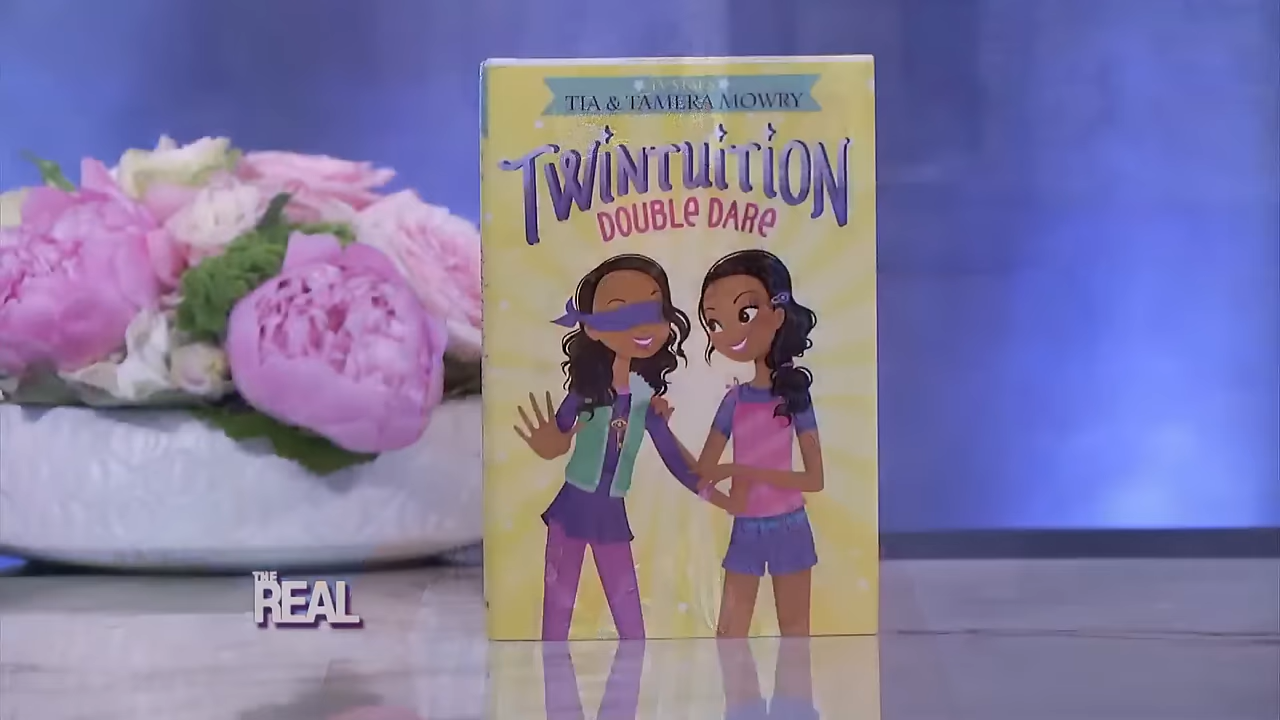 TIA & TAMERA MOWRY
TWINTUITION
DOUBLE DARE
THE
REAL